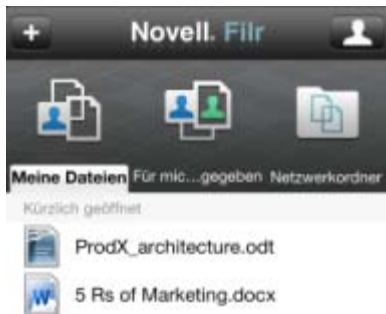 Novell. Filr
Meine Dateien Für mic...gegeben Netzwerkordner
Kürzlich geöffnet
ProdX_architecture.odt
5 Rs of Marketing.docx